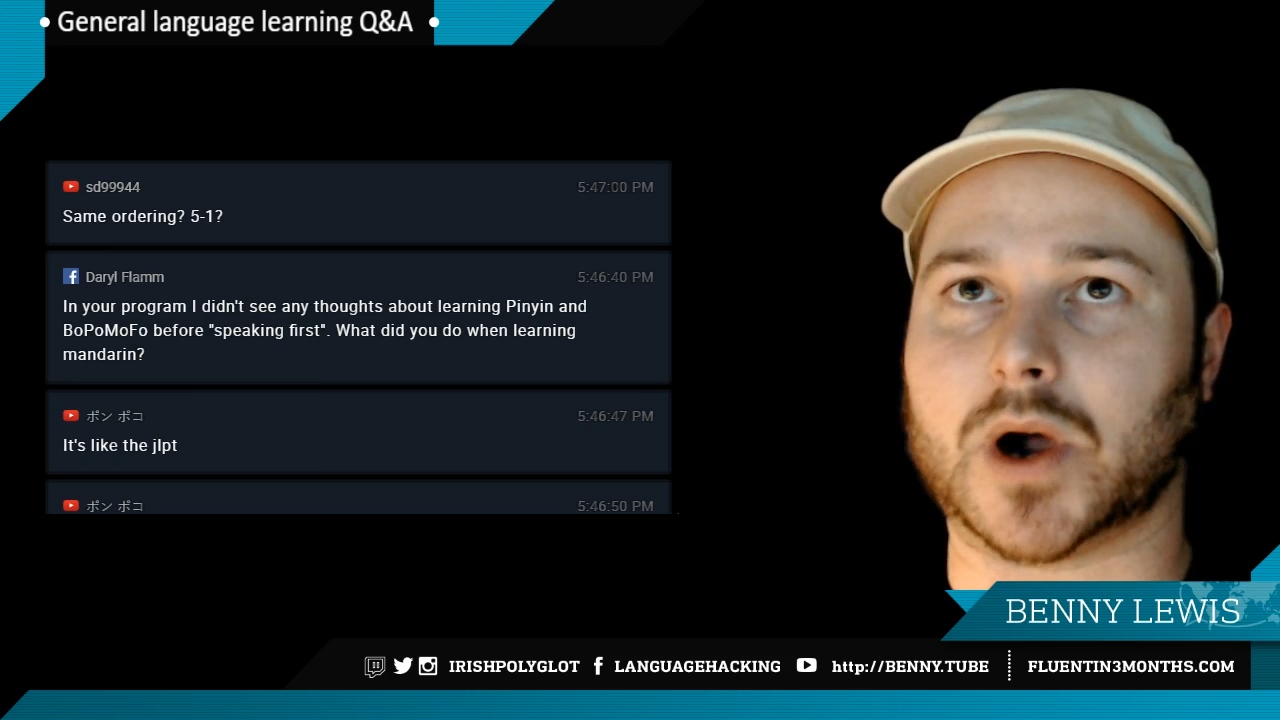 General language learning Q&A
sd99944 5:47:00 PM
Same ordering? 5-1?
Daryl Flamm 5:46:40 PM
In your program I didn't see any thoughts about learning Pinyin and
BoPoMoFo before "speaking first". What did you do when learning
mandarin?
ポン ポコ 5:46:47 PM
It's like the jlpt
ポン ポコ 5:46:50 PM
BENNY LEWIS
IRISHPOLYGLOT LANGUAGEHACKING http://BENNY.TUBE FLUENTIN3MONTHS.COM